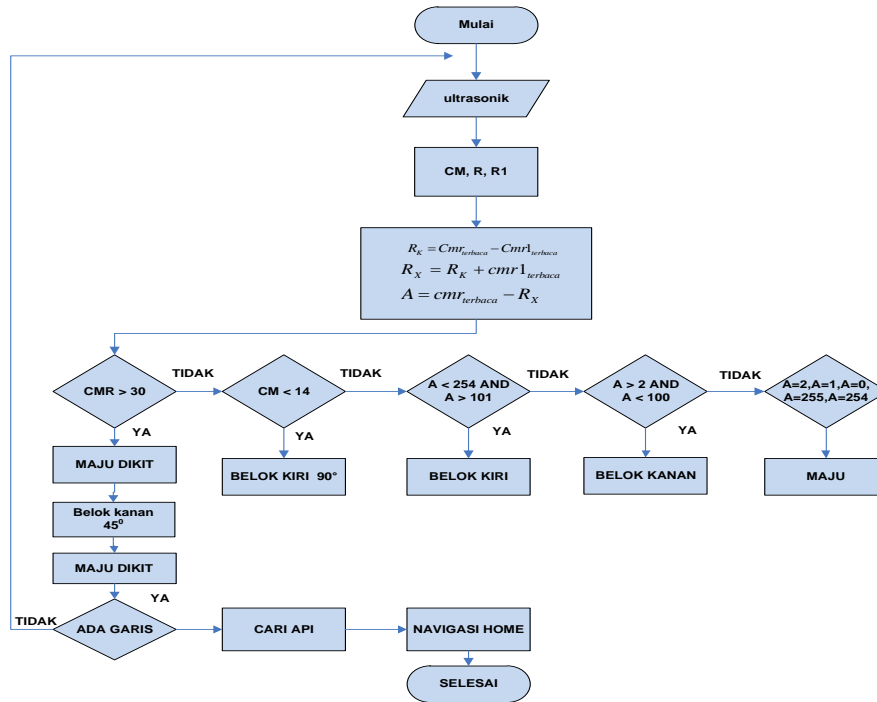 Mulai
ultrasonik
CM, R, R1
R_K = Cmr_terbaca − Cmr1_terbaca
R_X = R_K + cmr1_terbaca
A = cmr_terbaca − R_X
CMR > 30
TIDAK
CM < 14
TIDAK
A < 254 AND
A > 101
TIDAK
A > 2 AND
A < 100
TIDAK
A=2,A=1,A=0,
A=255,A=254
YA
YA
YA
YA
MAJU DIKIT
BELOK KIRI 90°
BELOK KIRI
BELOK KANAN
MAJU
Belok kanan
45⁰
MAJU DIKIT
YA
TIDAK
ADA GARIS
CARI API
NAVIGASI HOME
SELESAI